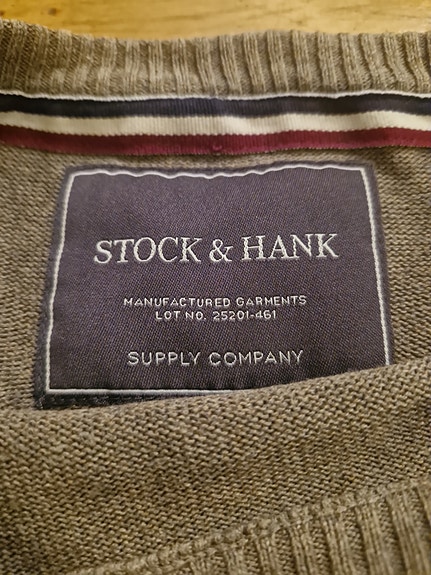 STOCK & HANK
MANUFACTURED GARMENTS
LOT NO. 25201-461
SUPPLY COMPANY